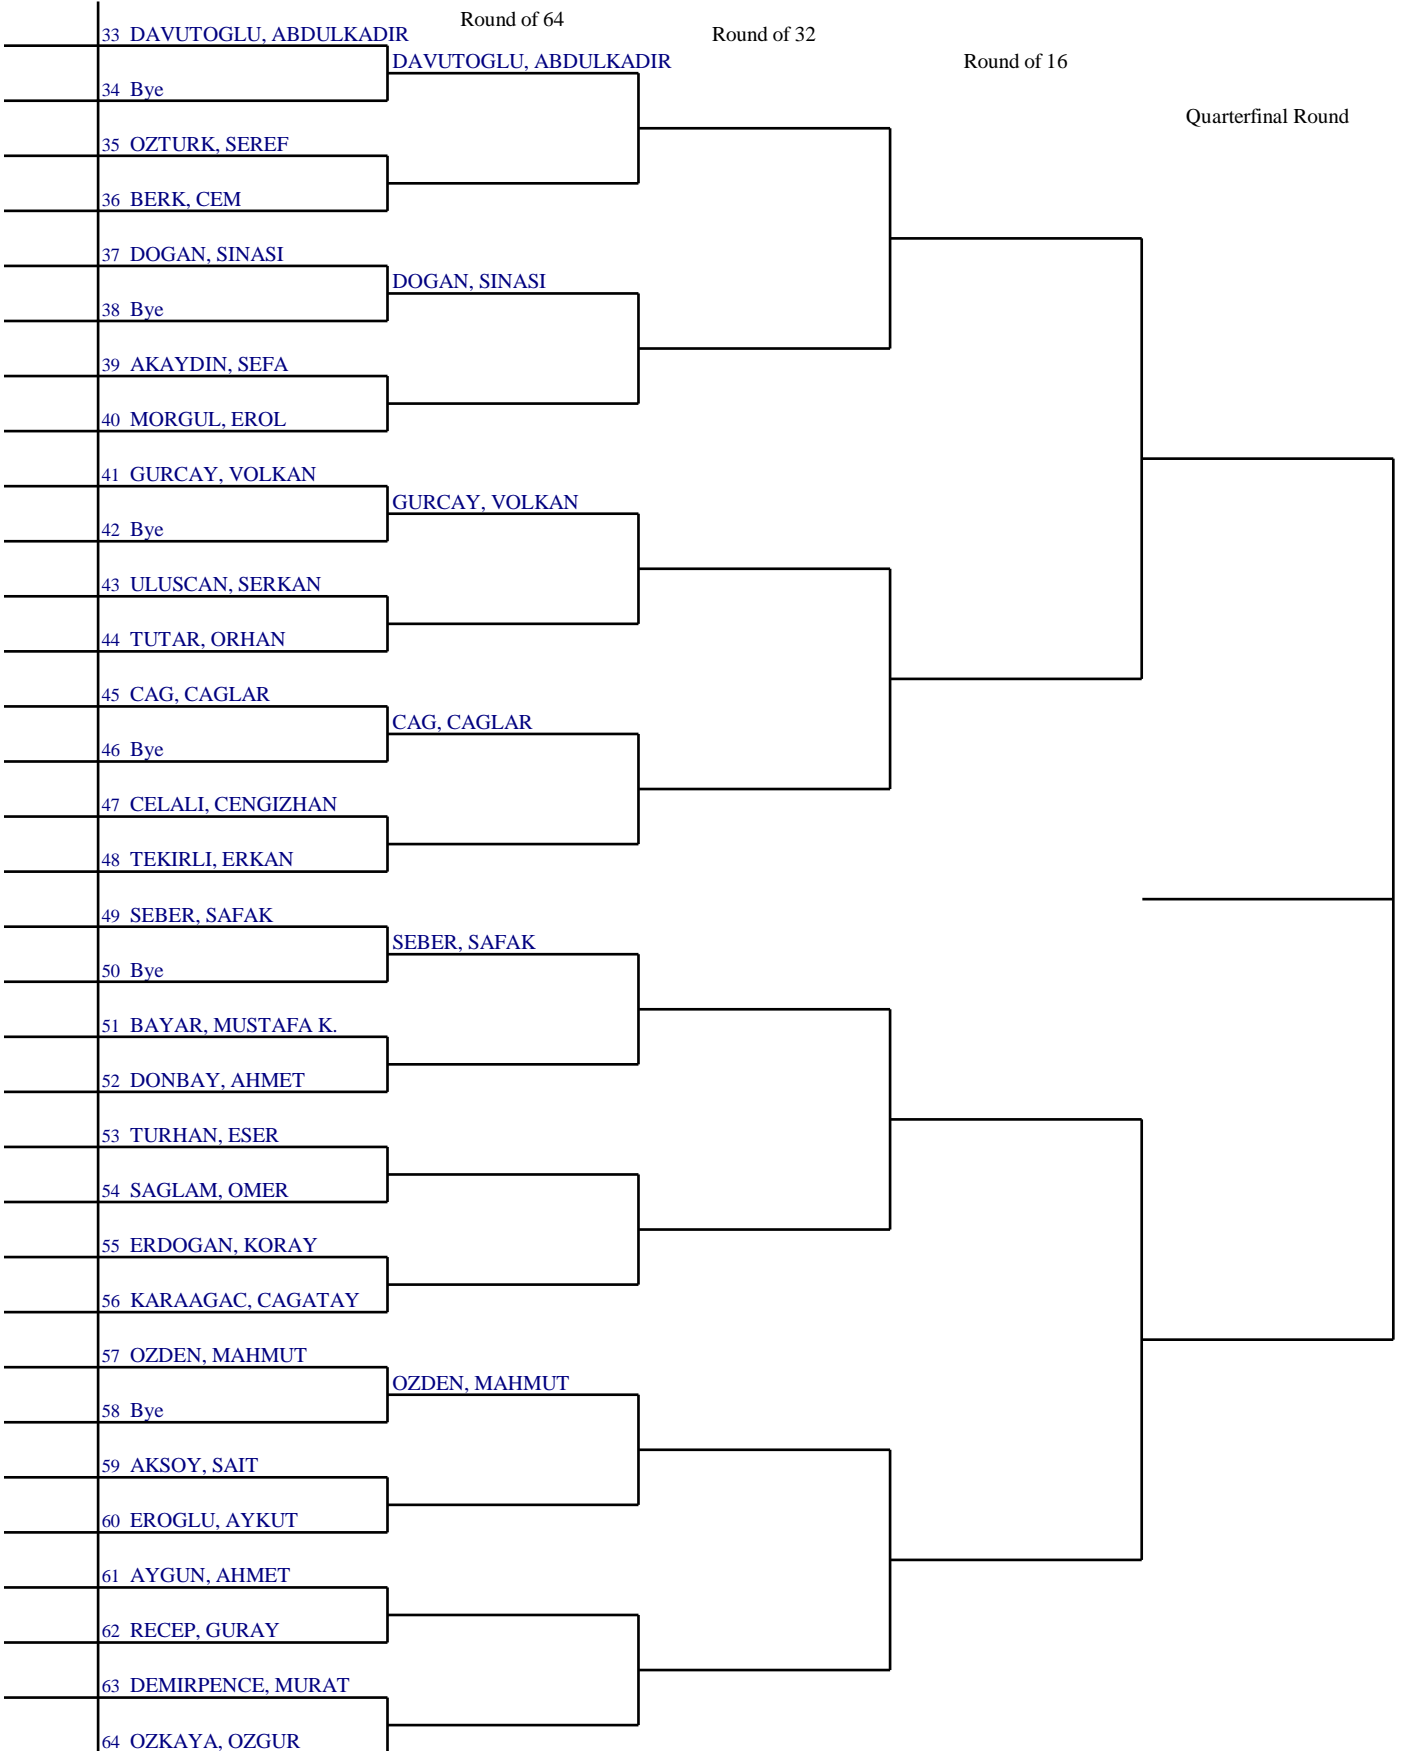 Round of 64
Round of 32
Round of 16
Quarterfinal Round
33 DAVUTOGLU, ABDULKADIR
DAVUTOGLU, ABDULKADIR
34 Bye
35 OZTURK, SEREF
36 BERK, CEM
37 DOGAN, SINASI
DOGAN, SINASI
38 Bye
39 AKAYDIN, SEFA
40 MORGUL, EROL
41 GURCAY, VOLKAN
GURCAY, VOLKAN
42 Bye
43 ULUSCAN, SERKAN
44 TUTAR, ORHAN
45 CAG, CAGLAR
CAG, CAGLAR
46 Bye
47 CELALI, CENGIZHAN
48 TEKIRLI, ERKAN
49 SEBER, SAFAK
SEBER, SAFAK
50 Bye
51 BAYAR, MUSTAFA K.
52 DONBAY, AHMET
53 TURHAN, ESER
54 SAGLAM, OMER
55 ERDOGAN, KORAY
56 KARAAGAC, CAGATAY
57 OZDEN, MAHMUT
OZDEN, MAHMUT
58 Bye
59 AKSOY, SAIT
60 EROGLU, AYKUT
61 AYGUN, AHMET
62 RECEP, GURAY
63 DEMIRPENCE, MURAT
64 OZKAYA, OZGUR